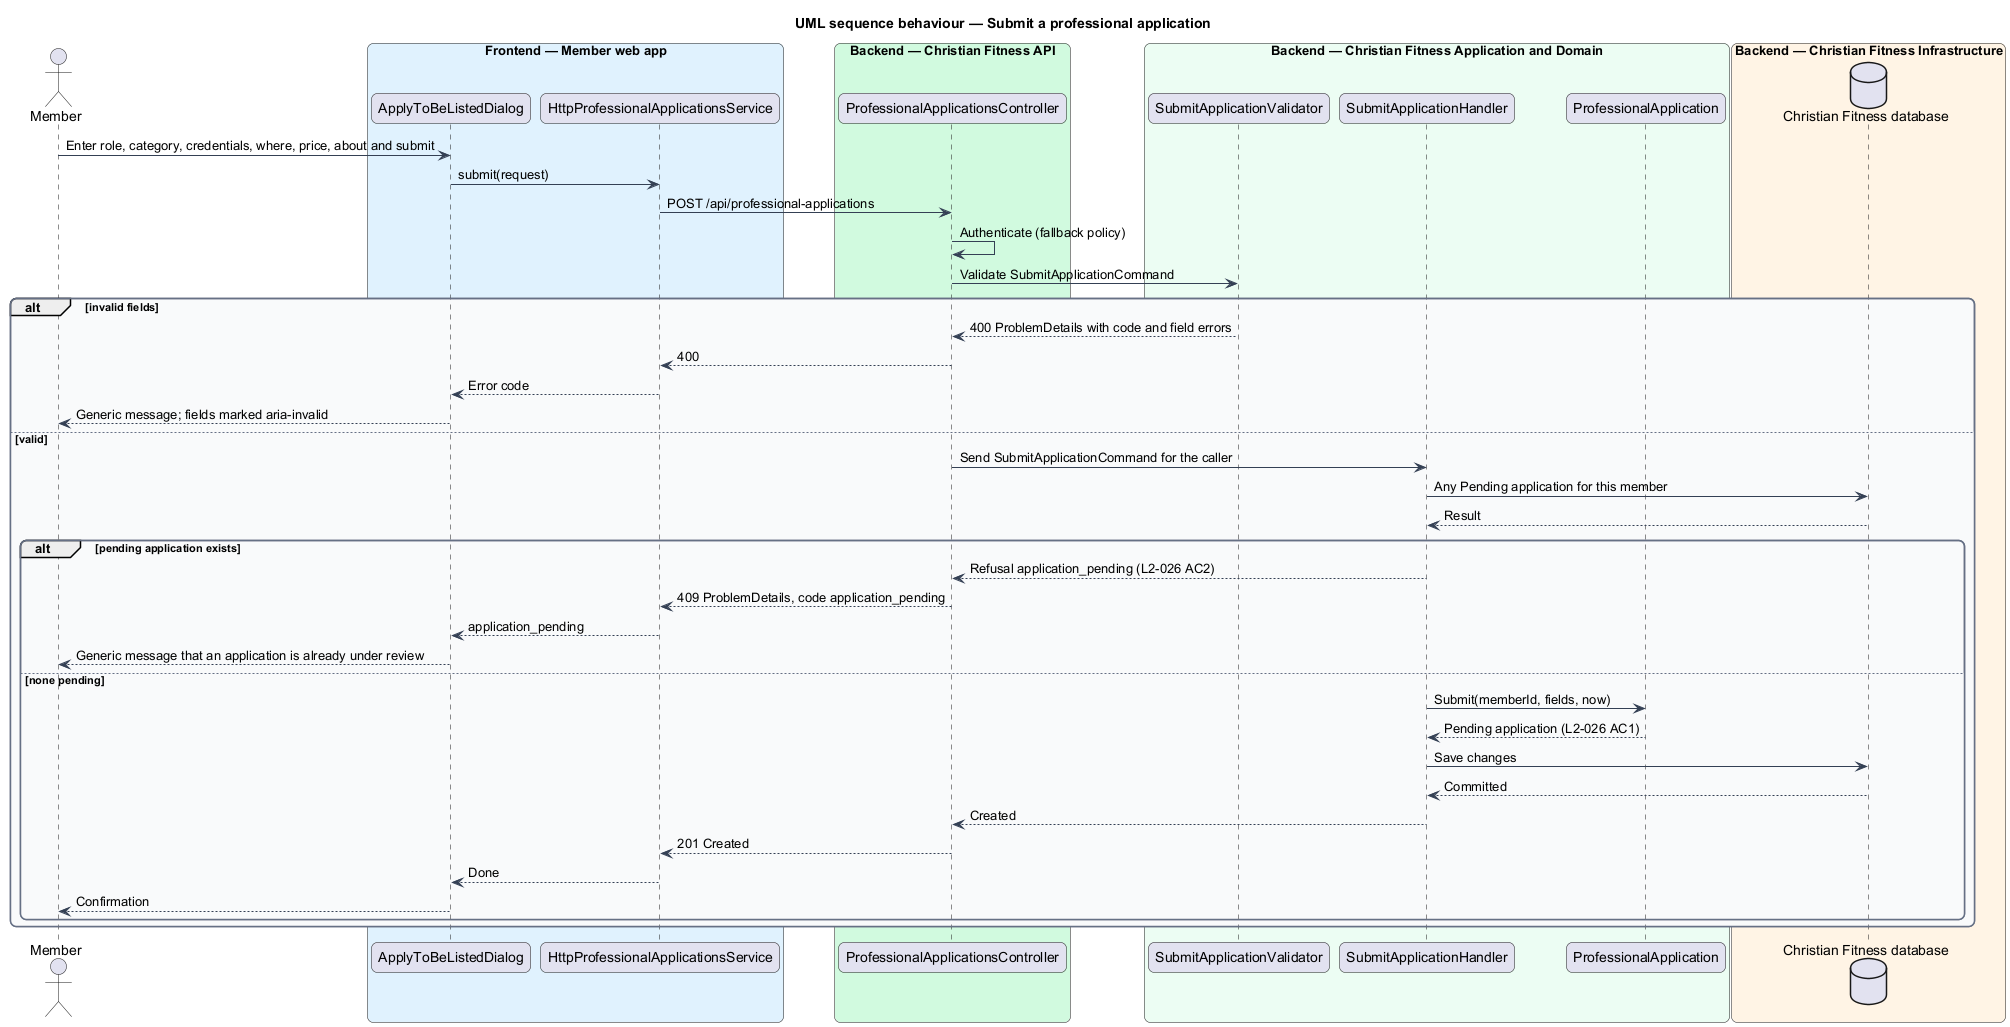 UML sequence behaviour — Submit a professional application
Frontend — Member web app
Backend — Christian Fitness API
Backend — Christian Fitness Application and Domain
Backend — Christian Fitness Infrastructure
Member
ApplyToBeListedDialog
HttpProfessionalApplicationsService
ProfessionalApplicationsController
SubmitApplicationValidator
SubmitApplicationHandler
ProfessionalApplication
Christian Fitness database
Enter role, category, credentials, where, price, about and submit
submit(request)
POST /api/professional-applications
Authenticate (fallback policy)
Validate SubmitApplicationCommand
alt
[invalid fields]
400 ProblemDetails with code and field errors
400
Error code
Generic message; fields marked aria-invalid
[valid]
Send SubmitApplicationCommand for the caller
Any Pending application for this member
Result
alt
[pending application exists]
Refusal application_pending (L2-026 AC2)
409 ProblemDetails, code application_pending
application_pending
Generic message that an application is already under review
[none pending]
Submit(memberId, fields, now)
Pending application (L2-026 AC1)
Save changes
Committed
Created
201 Created
Done
Confirmation
Member
ApplyToBeListedDialog
HttpProfessionalApplicationsService
ProfessionalApplicationsController
SubmitApplicationValidator
SubmitApplicationHandler
ProfessionalApplication
Christian Fitness database